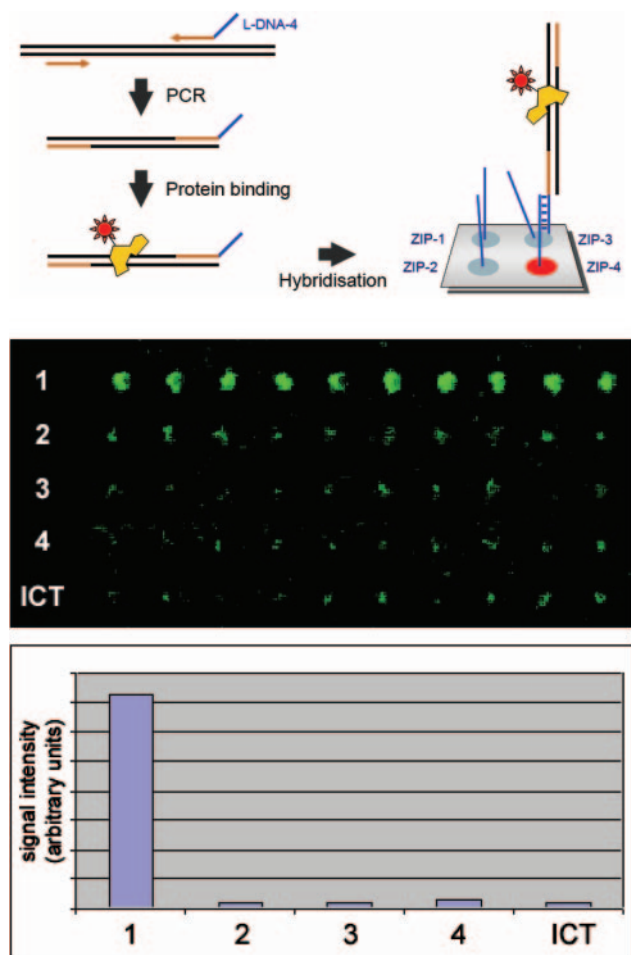 L-DNA-4
PCR
Protein binding
Hybridisation
ZIP-1
ZIP-3
ZIP-2
ZIP-4
1
2
3
4
ICT
signal intensity
(arbitrary units)
1 2 3 4 ICT